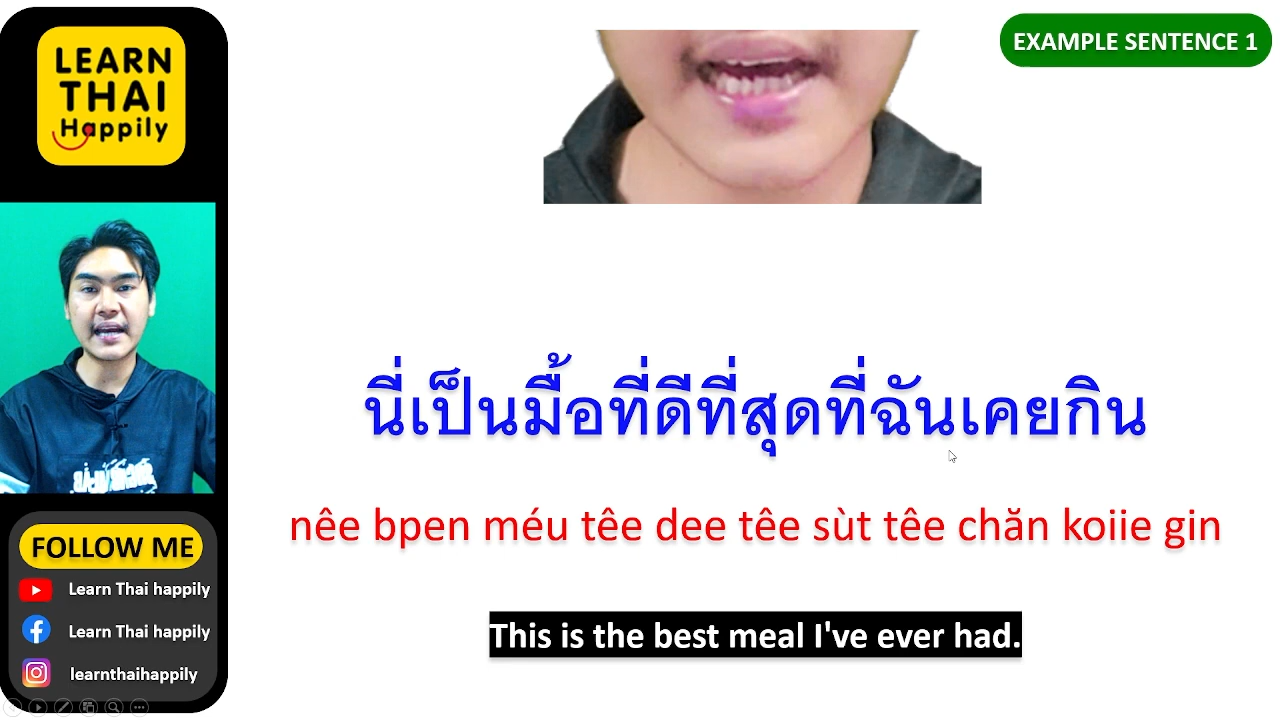 LEARN
THAI
Happily
EXAMPLE SENTENCE 1
นี่เป็นมื้อที่ดีที่สุดที่ฉันเคยกิน
nêe bpen méu têe dee têe sùt têe chăn koiie gin
This is the best meal I've ever had.
FOLLOW ME
Learn Thai happily
Learn Thai happily
learnthaihappily